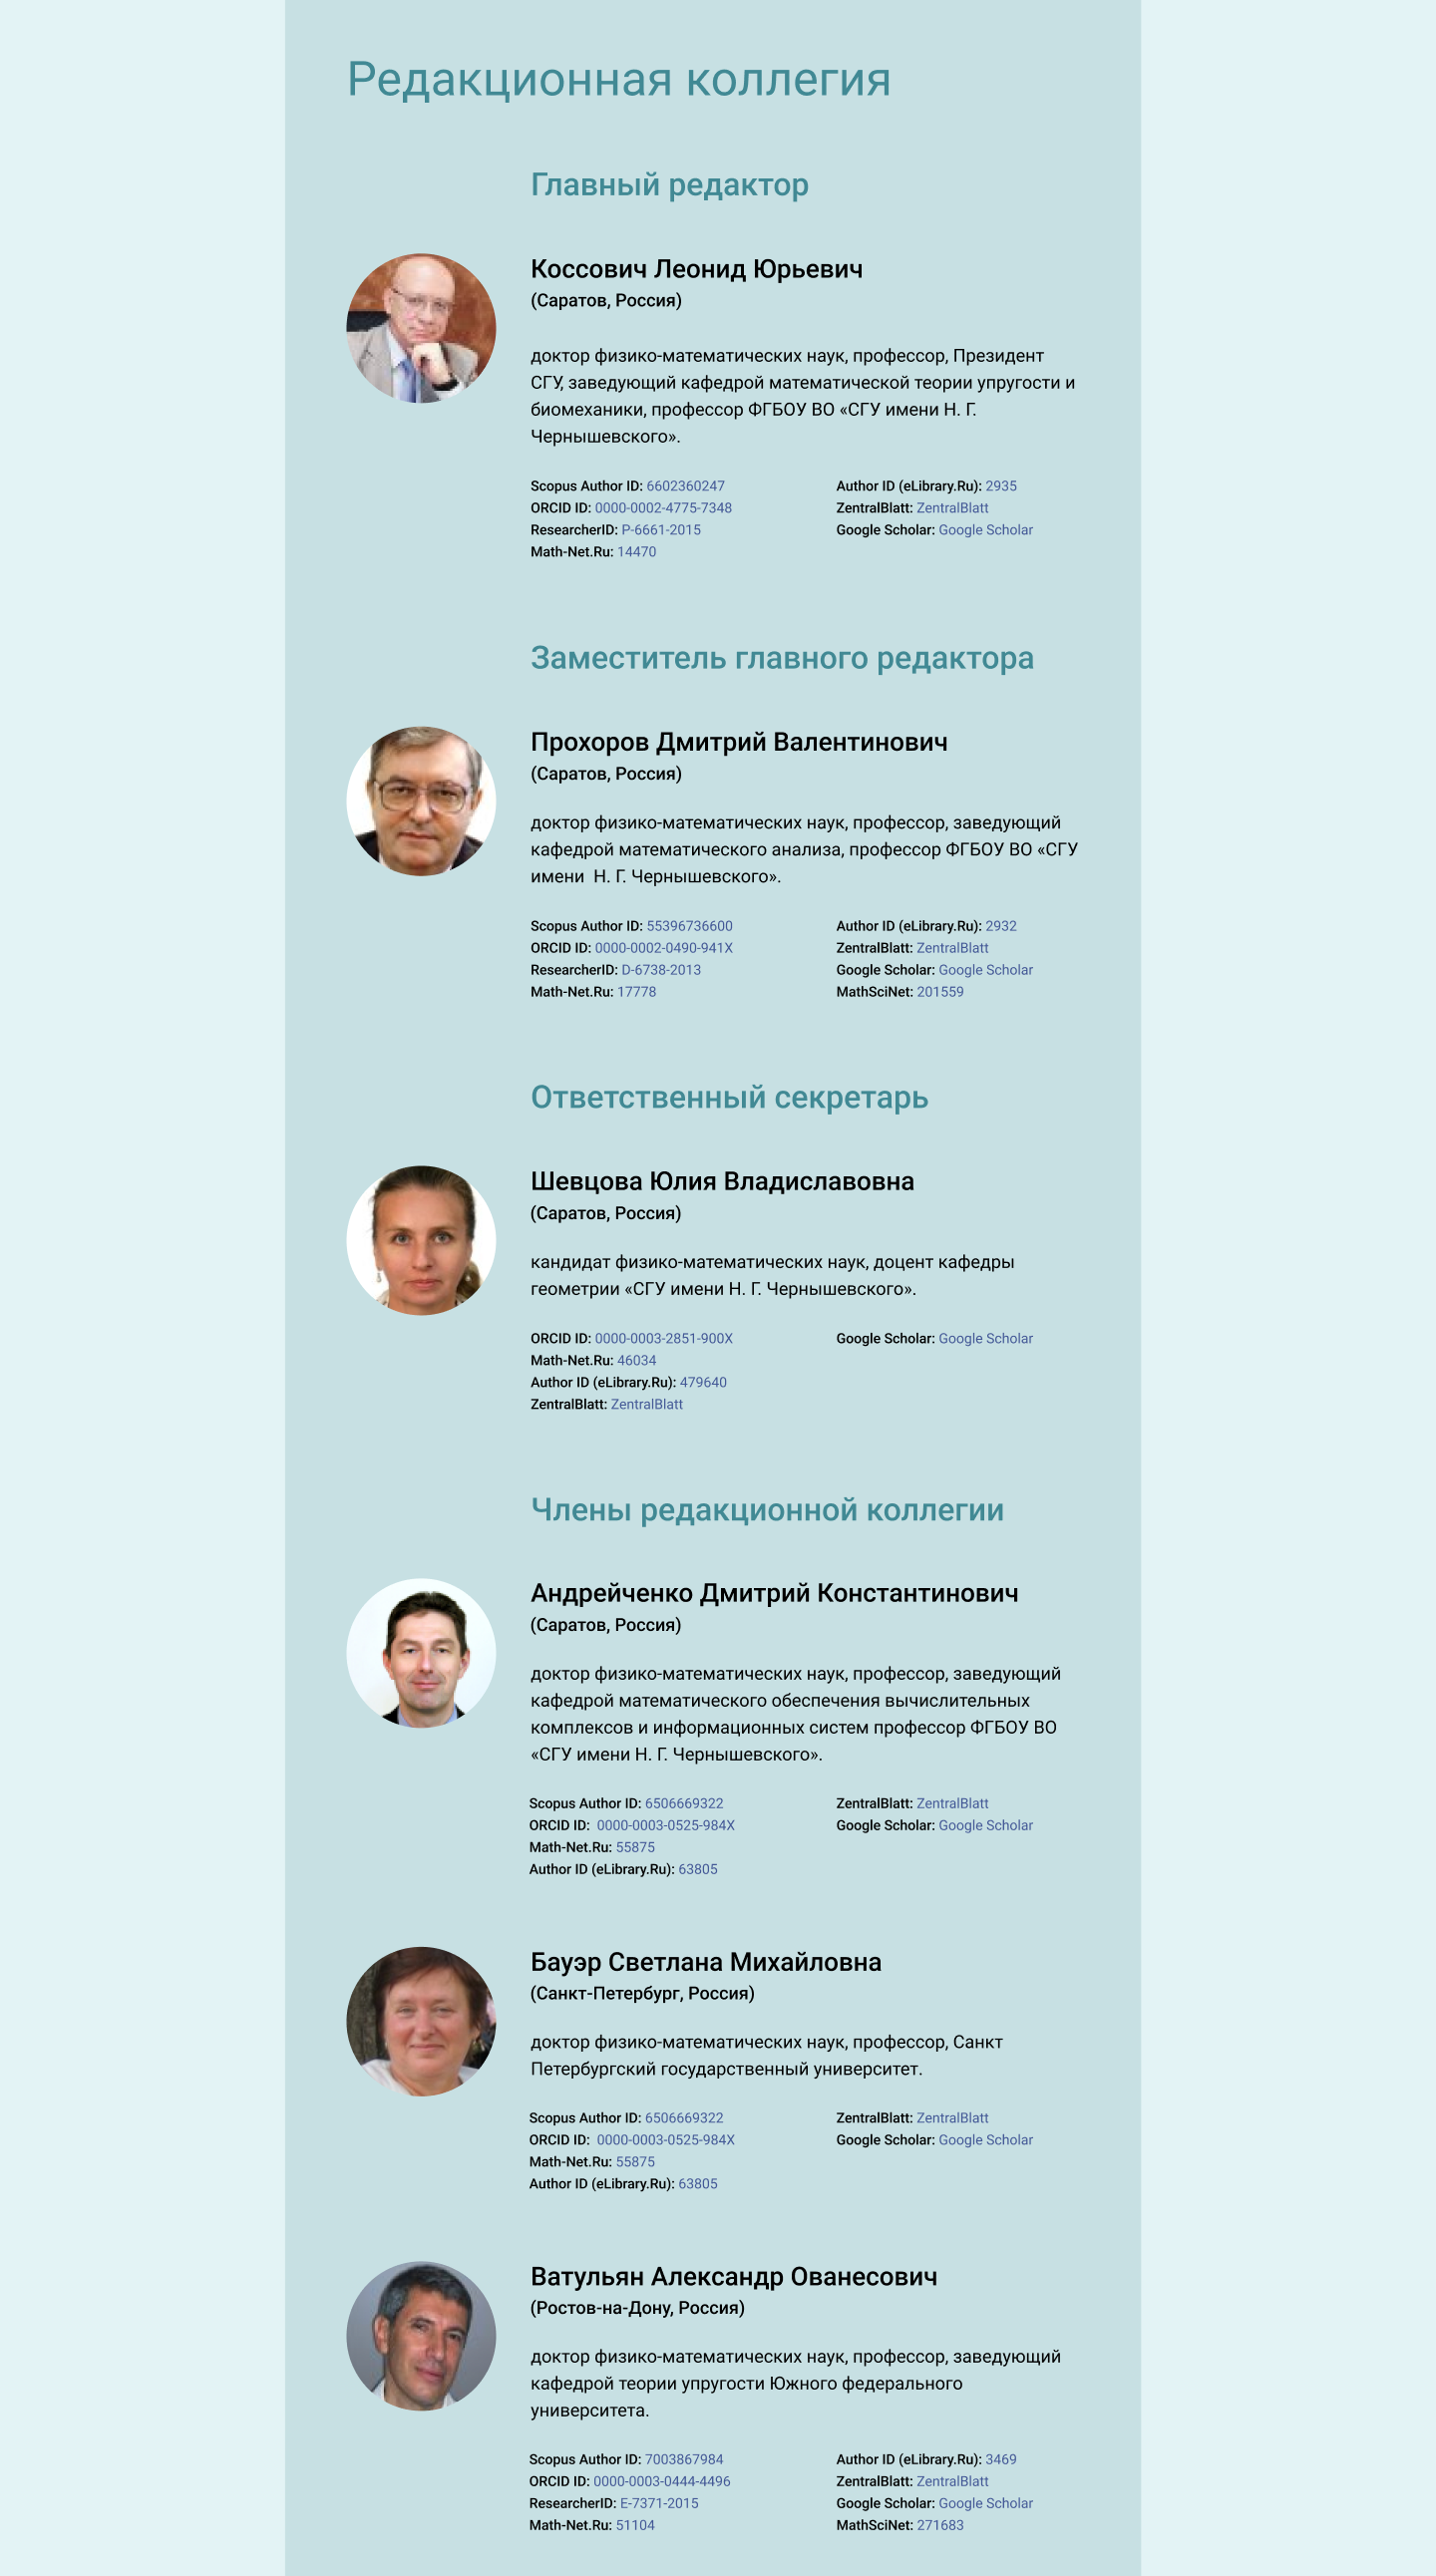 Редакционная коллегия
Главный редактор
Коссович Леонид Юрьевич
(Саратов, Россия)
доктор физико-математических наук, профессор, Президент
СГУ, заведующий кафедрой математической теории упругости и
биомеханики, профессор ФГБОУ ВО «СГУ имени Н. Г.
Чернышевского».
Scopus Author ID: 6602360247
ORCID ID: 0000-0002-4775-7348
ResearcherID: P-6661-2015
Math-Net.Ru: 14470
Author ID (eLibrary.Ru): 2935
ZentralBlatt: ZentralBlatt
Google Scholar: Google Scholar
Заместитель главного редактора
Прохоров Дмитрий Валентинович
(Саратов, Россия)
доктор физико-математических наук, профессор, заведующий
кафедрой математического анализа, профессор ФГБОУ ВО «СГУ
имени  Н. Г. Чернышевского».
Scopus Author ID: 55396736600
ORCID ID: 0000-0002-0490-941X
ResearcherID: D-6738-2013
Math-Net.Ru: 17778
Author ID (eLibrary.Ru): 2932
ZentralBlatt: ZentralBlatt
Google Scholar: Google Scholar
MathSciNet: 201559
Ответственный секретарь
Шевцова Юлия Владиславовна
(Саратов, Россия)
кандидат физико-математических наук, доцент кафедры
геометрии «СГУ имени Н. Г. Чернышевского».
ORCID ID: 0000-0003-2851-900X
Math-Net.Ru: 46034
Author ID (eLibrary.Ru): 479640
ZentralBlatt: ZentralBlatt
Google Scholar: Google Scholar
Члены редакционной коллегии
Андрейченко Дмитрий Константинович
(Саратов, Россия)
доктор физико-математических наук, профессор, заведующий
кафедрой математического обеспечения вычислительных
комплексов и информационных систем профессор ФГБОУ ВО
«СГУ имени Н. Г. Чернышевского».
Scopus Author ID: 6506669322
ORCID ID:  0000-0003-0525-984X
Math-Net.Ru: 55875
Author ID (eLibrary.Ru): 63805
ZentralBlatt: ZentralBlatt
Google Scholar: Google Scholar
Бауэр Светлана Михайловна
(Санкт-Петербург, Россия)
доктор физико-математических наук, профессор, Санкт
Петербургский государственный университет.
Scopus Author ID: 6506669322
ORCID ID:  0000-0003-0525-984X
Math-Net.Ru: 55875
Author ID (eLibrary.Ru): 63805
ZentralBlatt: ZentralBlatt
Google Scholar: Google Scholar
Ватульян Александр Ованесович
(Ростов-на-Дону, Россия)
доктор физико-математических наук, профессор, заведующий
кафедрой теории упругости Южного федерального
университета.
Scopus Author ID: 7003867984
ORCID ID: 0000-0003-0444-4496
ResearcherID: E-7371-2015
Math-Net.Ru: 51104
Author ID (eLibrary.Ru): 3469
ZentralBlatt: ZentralBlatt
Google Scholar: Google Scholar
MathSciNet: 271683